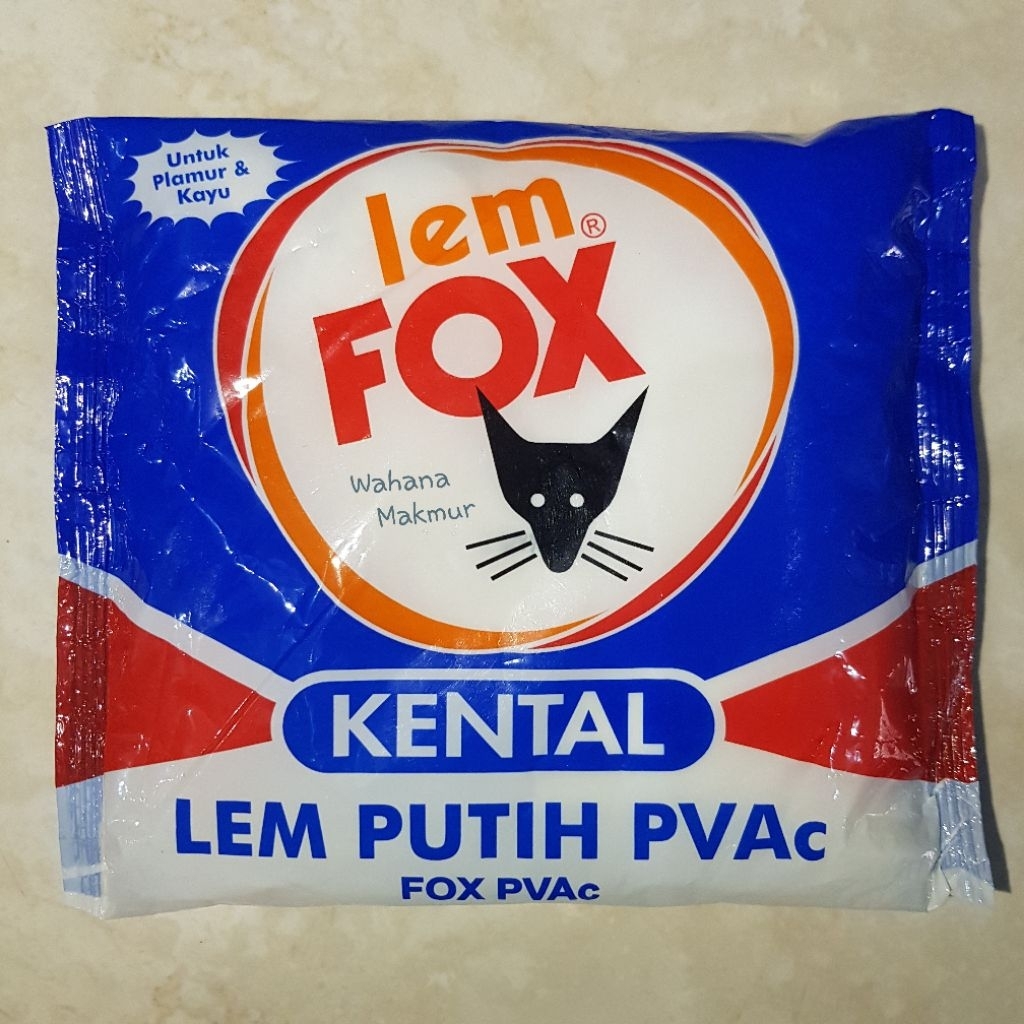 Untuk
Plamur &
Kayu
lem®
FOX
Wahana
Makmur
KENTAL
LEM PUTIH PVAc
FOX PVAc